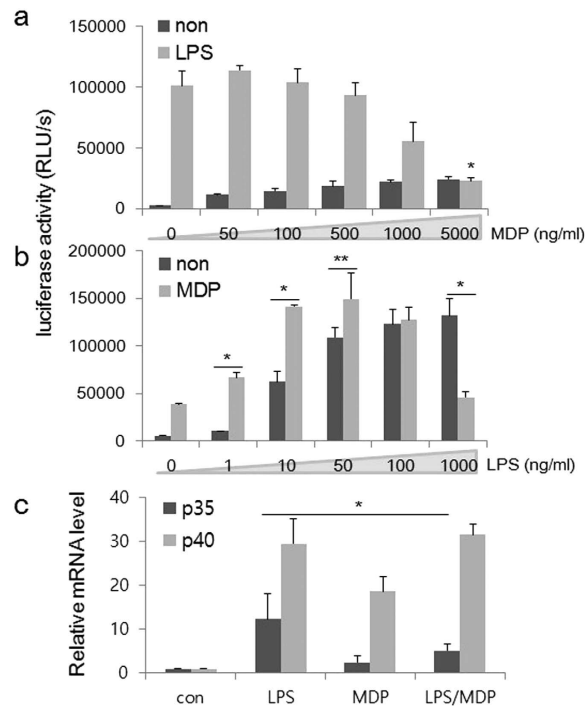 a
non
LPS
150000
100000
50000
0
0 50 100 500 1000 5000 MDP (ng/ml)
*
luciferase activity (RLU/s)
b
non
MDP
200000
150000
100000
50000
0
* * ** *
0 1 10 50 100 1000 LPS (ng/ml)
c
p35
p40
Relative mRNA level
40
30
20
10
0
*
con LPS MDP LPS/MDP